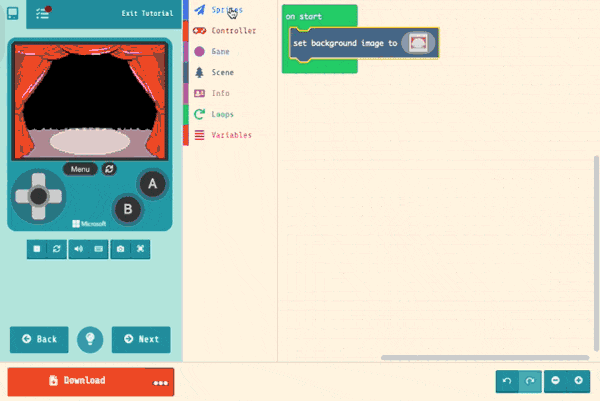 Exit Tutorial
Sprites
Controller
Game
Scene
Info
Loops
Variables
on start
set background image to
Menu
A
B
Microsoft
Back
Next
Download